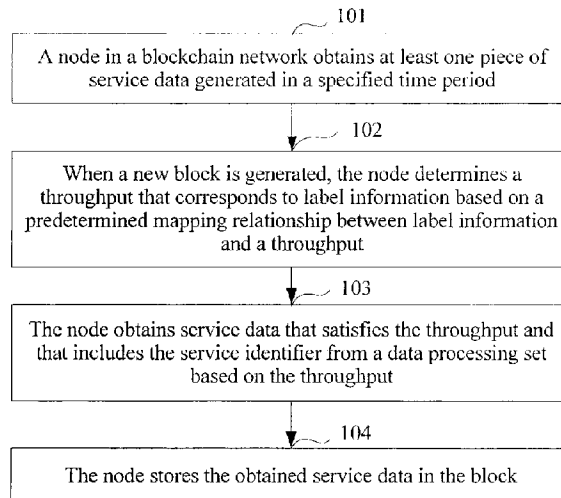 101
A node in a blockchain network obtains at least one piece of
service data generated in a specified time period
102
When a new block is generated, the node determines a
throughput that corresponds to label information based on a
predetermined mapping relationship between label information
and a throughput
103
The node obtains service data that satisfies the throughput and
that includes the service identifier from a data processing set
based on the throughput
104
The node stores the obtained service data in the block